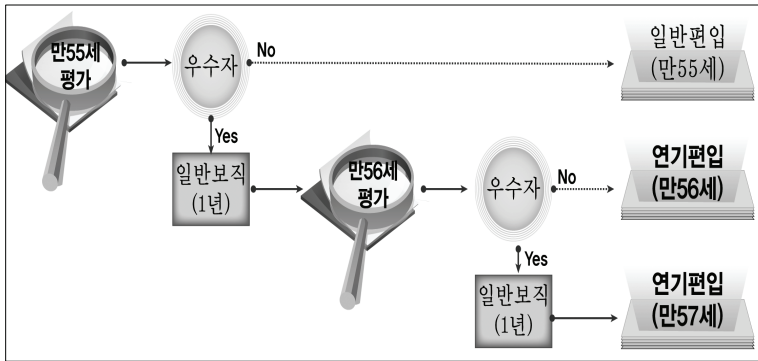 만55세
평가
우수자
No
일반편입
(만55세)
Yes
일반보직
(1년)
만56세
평가
우수자
No
연기편입
(만56세)
Yes
일반보직
(1년)
연기편입
(만57세)